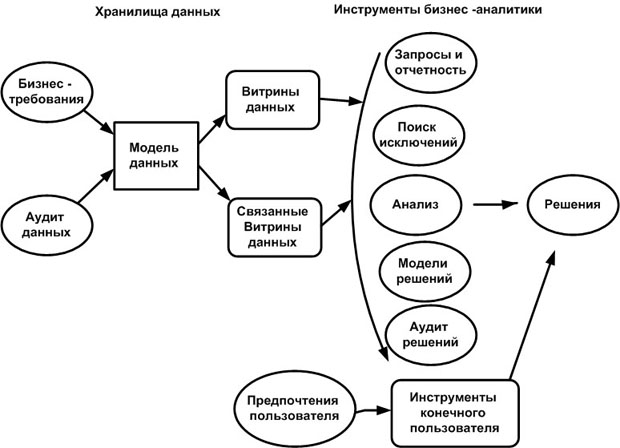 Хранилища данных
Инструменты бизнес -аналитики
Бизнес -
требования
Аудит
данных
Модель
данных
Витрины
данных
Связанные
Витрины
данных
Запросы и
отчетность
Поиск
исключений
Анализ
Модели
решений
Аудит
решений
Решения
Предпочтения
пользователя
Инструменты
конечного
пользователя